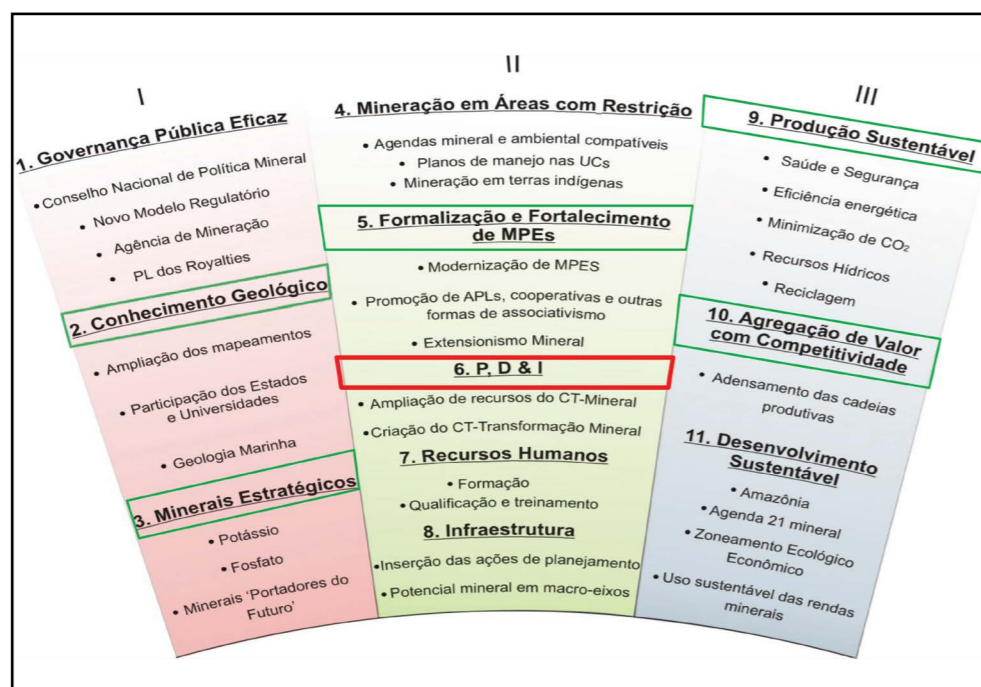 I
1. Governança Pública Eficaz
•Conselho Nacional de Política Mineral
• Novo Modelo Regulatório
• Agência de Mineração
• PL dos Royalties
2. Conhecimento Geológico
• Ampliação dos mapeamentos
• Participação dos Estados
e Universidades
• Geologia Marinha
3. Minerais Estratégicos
• Potássio
• Fosfato
• Minerais 'Portadores do
Futuro'
II
4. Mineração em Áreas com Restrição
• Agendas mineral e ambiental compatíveis
• Planos de manejo nas UCs
• Mineração em terras indígenas
5. Formalização e Fortalecimento
de MPEs
• Modernização de MPES
• Promoção de APLs, cooperativas e outras
formas de associativismo
• Extensionismo Mineral
6. P, D & I
• Ampliação de recursos do CT-Mineral
•Criação do CT-Transformação Mineral
7. Recursos Humanos
• Formação
• Qualificação e treinamento
8. Infraestrutura
•Inserção das ações de planejamento
• Potencial mineral em macro-eixos
III
9. Produção Sustentável
• Saúde e Segurança
• Eficiência energética
• Minimização de CO₂
• Recursos Hídricos
• Reciclagem
10. Agregação de Valor
com Competitividade
• Adensamento das cadeias
produtivas
11. Desenvolvimento
Sustentável
• Amazônia
• Agenda 21 mineral
• Zoneamento Ecológico
Econômico
• Uso sustentável das rendas
minerais